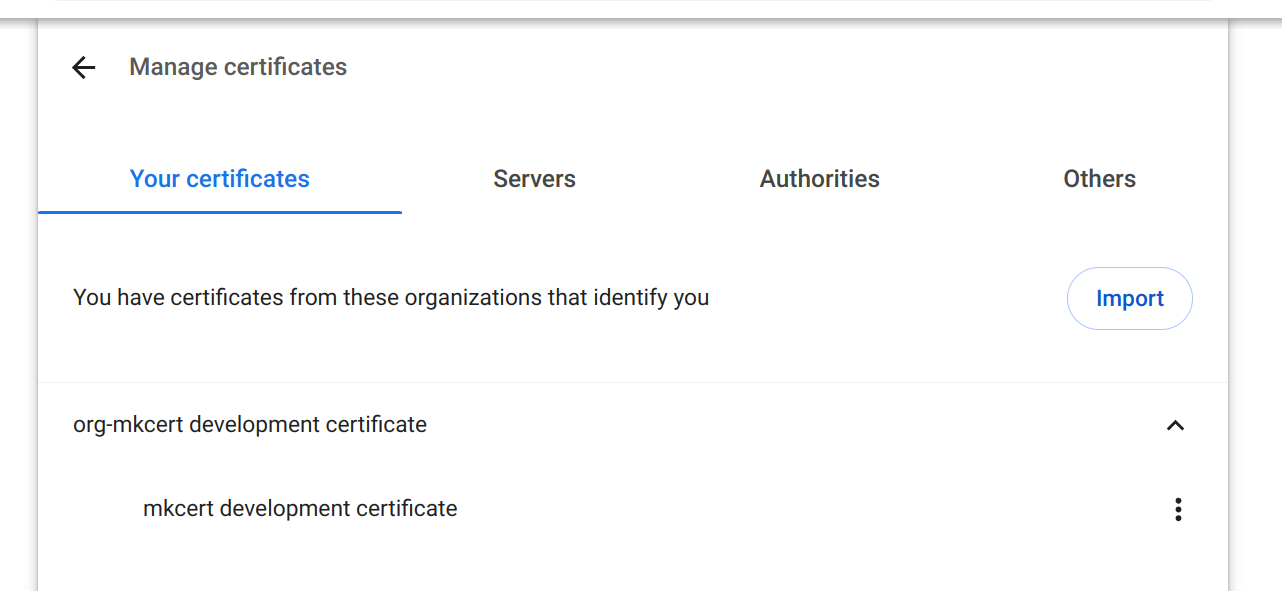 Manage certificates
Your certificates
Servers
Authorities
Others
You have certificates from these organizations that identify you
Import
org-mkcert development certificate
mkcert development certificate